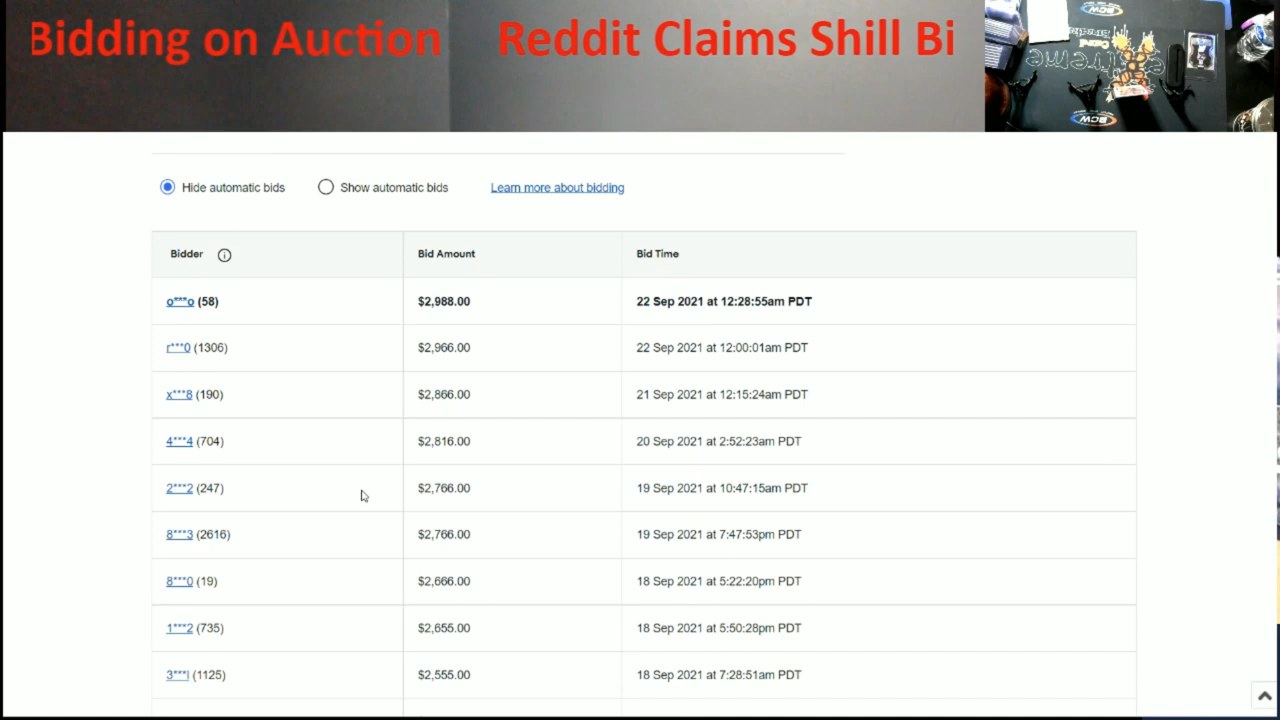 Bidding on Auction Reddit Claims Shill Bi
BCW
BCW
Hide automatic bids Show automatic bids Learn more about bidding
Bidder Bid Amount Bid Time
o***o (58) $2,988.00 22 Sep 2021 at 12:28:55am PDT
r***0 (1306) $2,966.00 22 Sep 2021 at 12:00:01am PDT
x***8 (190) $2,866.00 21 Sep 2021 at 12:15:24am PDT
4***4 (704) $2,816.00 20 Sep 2021 at 2:52:23am PDT
2***2 (247) $2,766.00 19 Sep 2021 at 10:47:15am PDT
8***3 (2616) $2,766.00 19 Sep 2021 at 7:47:53pm PDT
8***0 (19) $2,666.00 18 Sep 2021 at 5:22:20pm PDT
1***2 (735) $2,655.00 18 Sep 2021 at 5:50:28pm PDT
3***j (1125) $2,555.00 18 Sep 2021 at 7:28:51am PDT